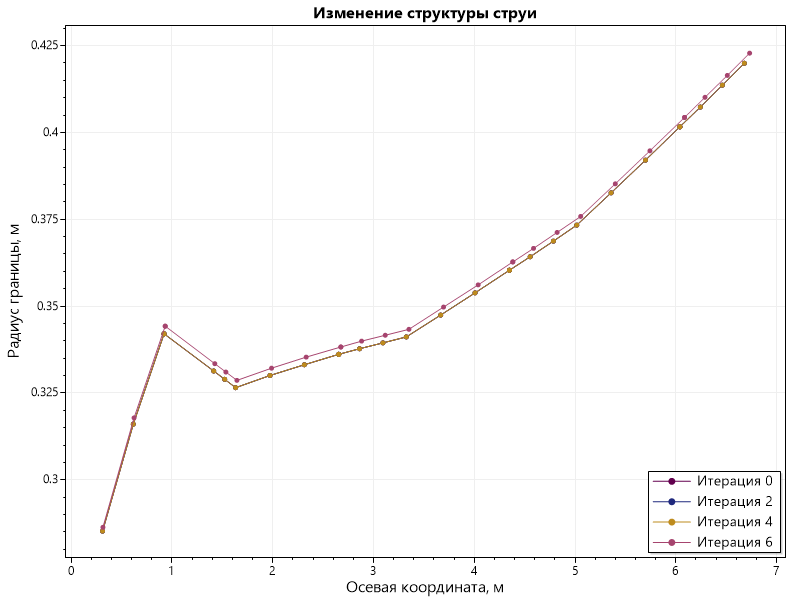 Изменение структуры струи
Радиус границы, м
0.425
0.4
0.375
0.35
0.325
0.3
0 1 2 3 4 5 6 7
Осевая координата, м
Итерация 0
Итерация 2
Итерация 4
Итерация 6